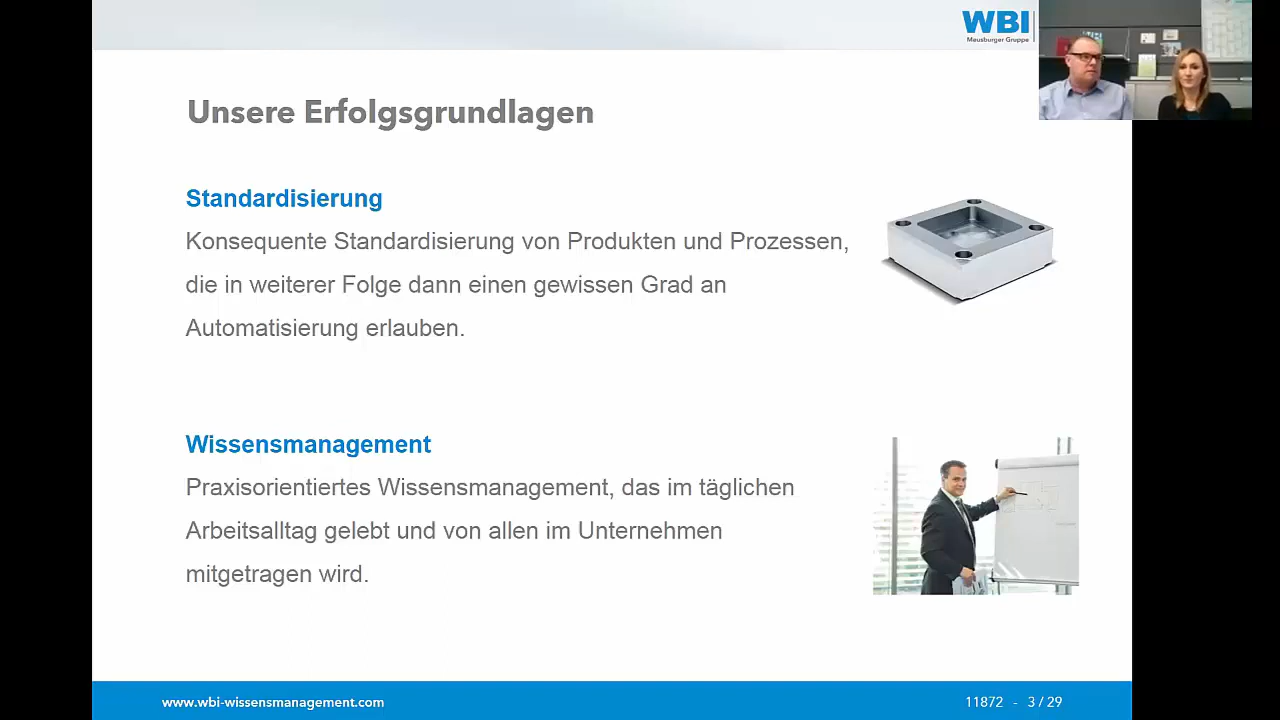 WBI
Meusburger Gruppe
Unsere Erfolgsgrundlagen
Standardisierung
Konsequente Standardisierung von Produkten und Prozessen,
die in weiterer Folge dann einen gewissen Grad an
Automatisierung erlauben.
Wissensmanagement
Praxisorientiertes Wissensmanagement, das im täglichen
Arbeitsalltag gelebt und von allen im Unternehmen
mitgetragen wird.
www.wbi-wissensmanagement.com
11872 - 3 / 29